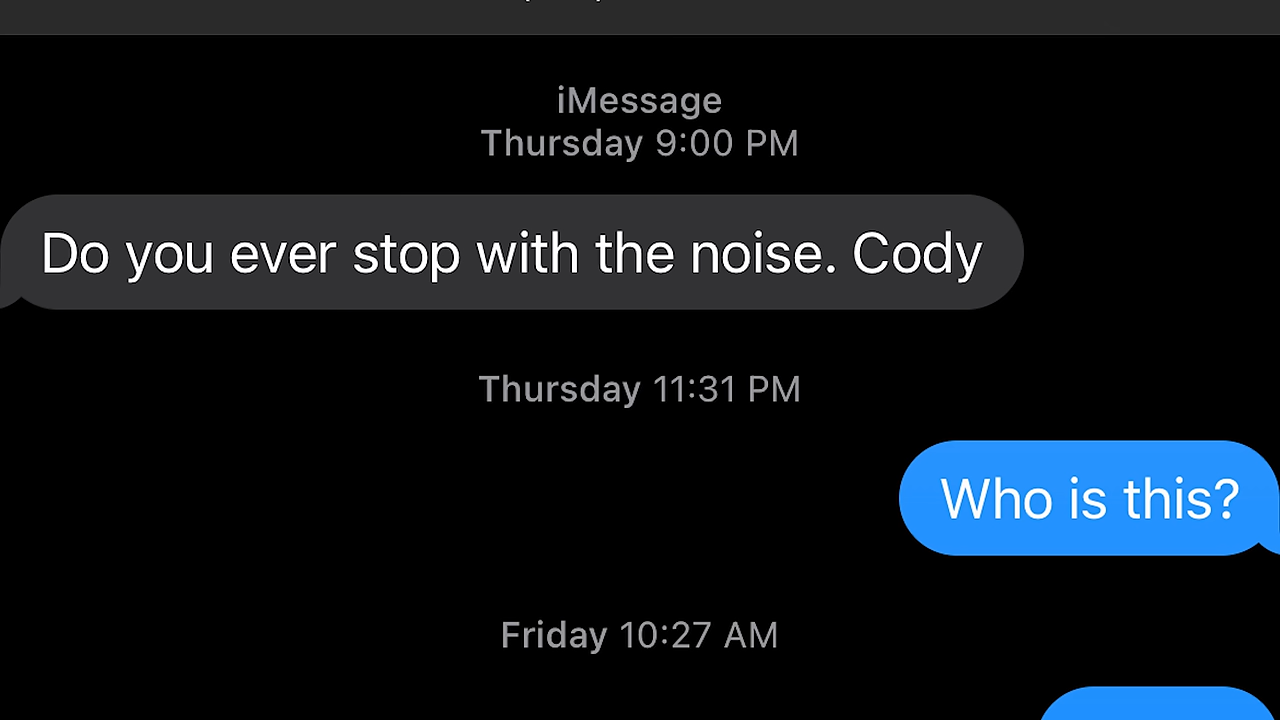 iMessage
Thursday 9:00 PM
Do you ever stop with the noise. Cody
Thursday 11:31 PM
Who is this?
Friday 10:27 AM